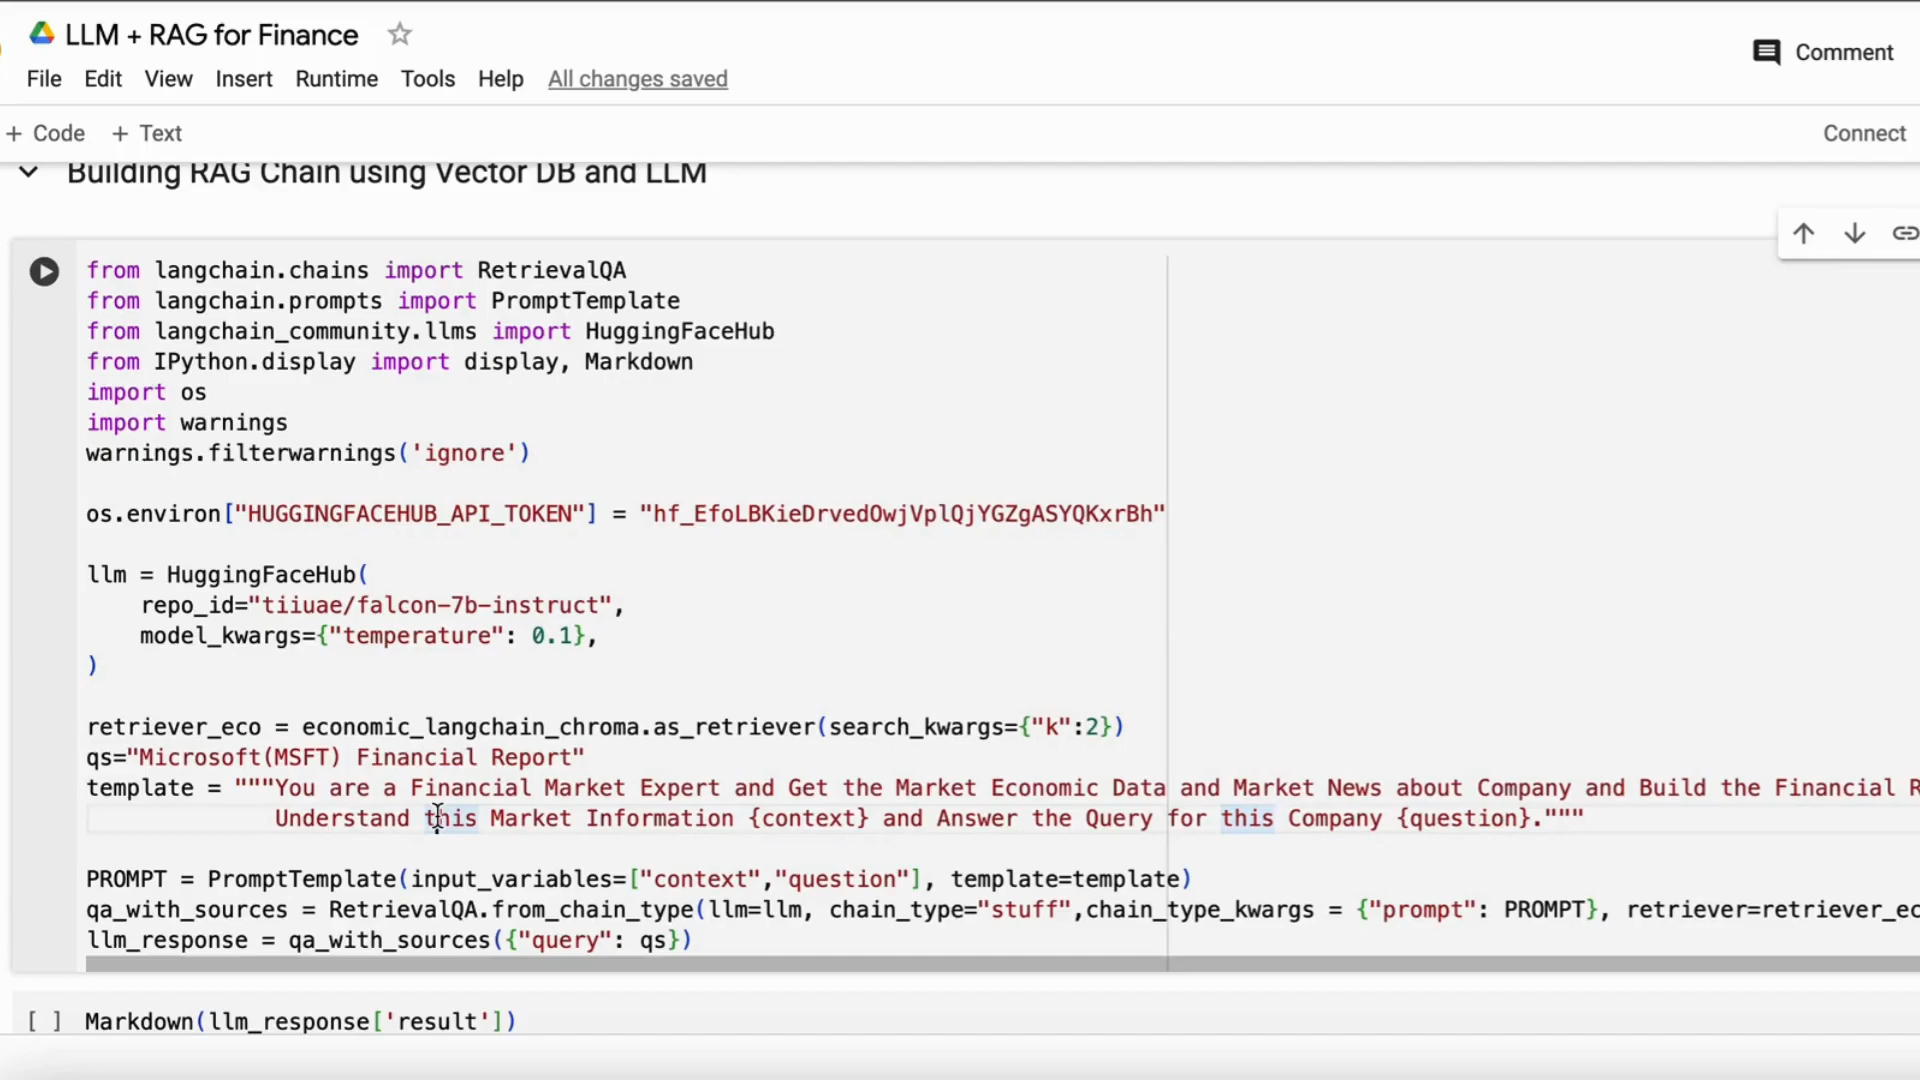 LLM + RAG for Finance
Comment
File Edit View Insert Runtime Tools Help All changes saved
+ Code + Text
Connect
Building RAG Chain using Vector DB and LLM
from langchain.chains import RetrievalQA
from langchain.prompts import PromptTemplate
from langchain_community.llms import HuggingFaceHub
from IPython.display import display, Markdown
import os
import warnings
warnings.filterwarnings('ignore')
os.environ["HUGGINGFACEHUB_API_TOKEN"] = "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"
llm = HuggingFaceHub(
    repo_id="tiiuae/falcon-7b-instruct",
    model_kwargs={"temperature": 0.1},
)
retriever_eco = economic_langchain_chroma.as_retriever(search_kwargs={"k":2})
qs="Microsoft(MSFT) Financial Report"
template = """You are a Financial Market Expert and Get the Market Economic Data and Market News about Company and Build the Financial R
Understand this Market Information {context} and Answer the Query for this Company {question}."""
PROMPT = PromptTemplate(input_variables=["context","question"], template=template)
qa_with_sources = RetrievalQA.from_chain_type(llm=llm, chain_type="stuff",chain_type_kwargs = {"prompt": PROMPT}, retriever=retriever_ec
llm_response = qa_with_sources({"query": qs})
[ ] Markdown(llm_response['result'])